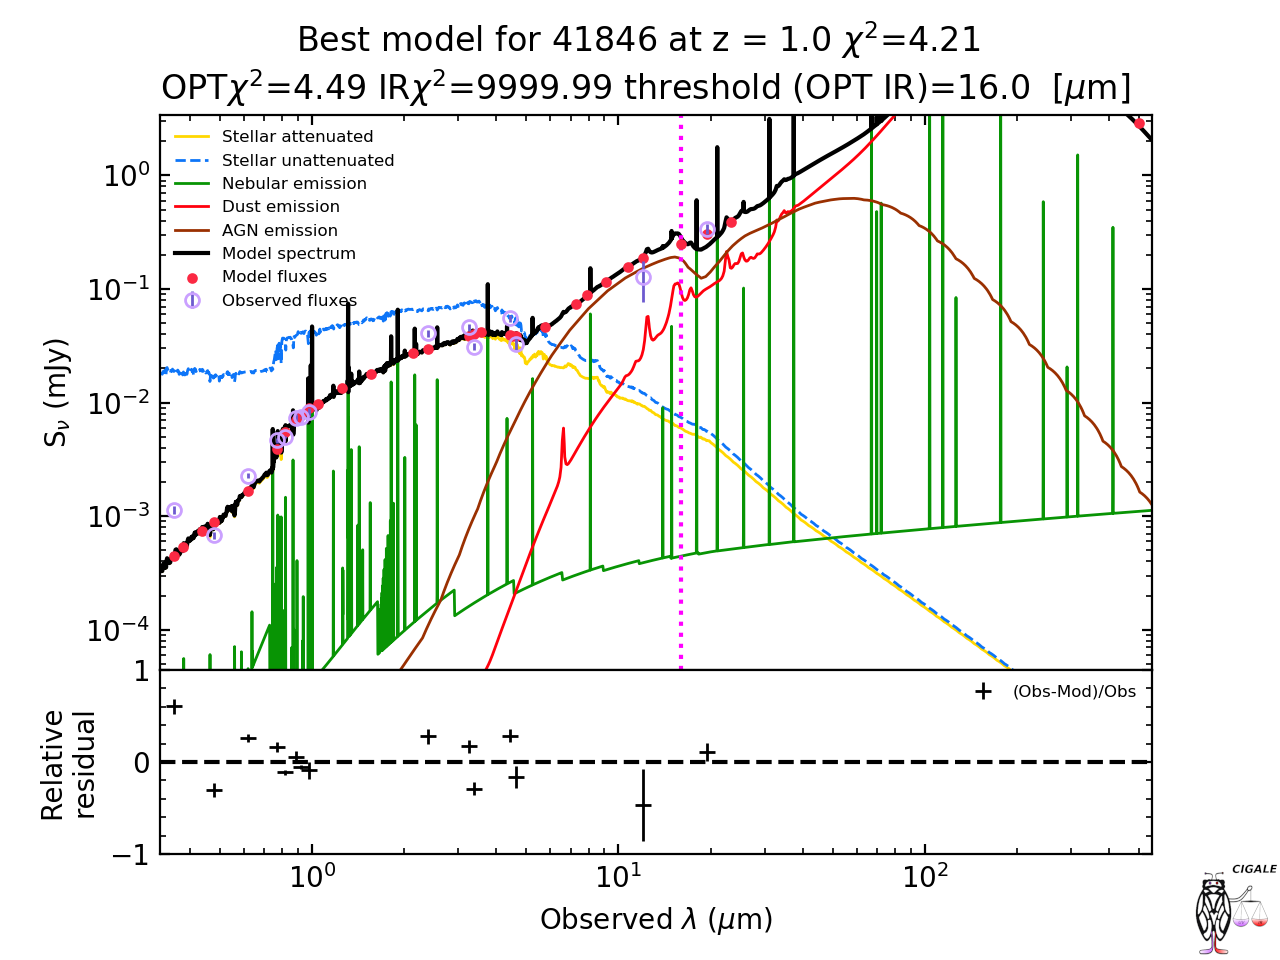 Best model for 41846 at z = 1.0 χ²=4.21
OPTχ²=4.49 IRχ²=9999.99 threshold (OPT IR)=16.0 [μm]
Stellar attenuated
Stellar unattenuated
Nebular emission
Dust emission
AGN emission
Model spectrum
Model fluxes
Observed fluxes
10⁰
10⁻¹
10⁻²
10⁻³
10⁻⁴
S_ν (mJy)
1
0
−1
Relative
residual
(Obs-Mod)/Obs
10⁰ 10¹ 10²
Observed λ (μm)
CIGALE